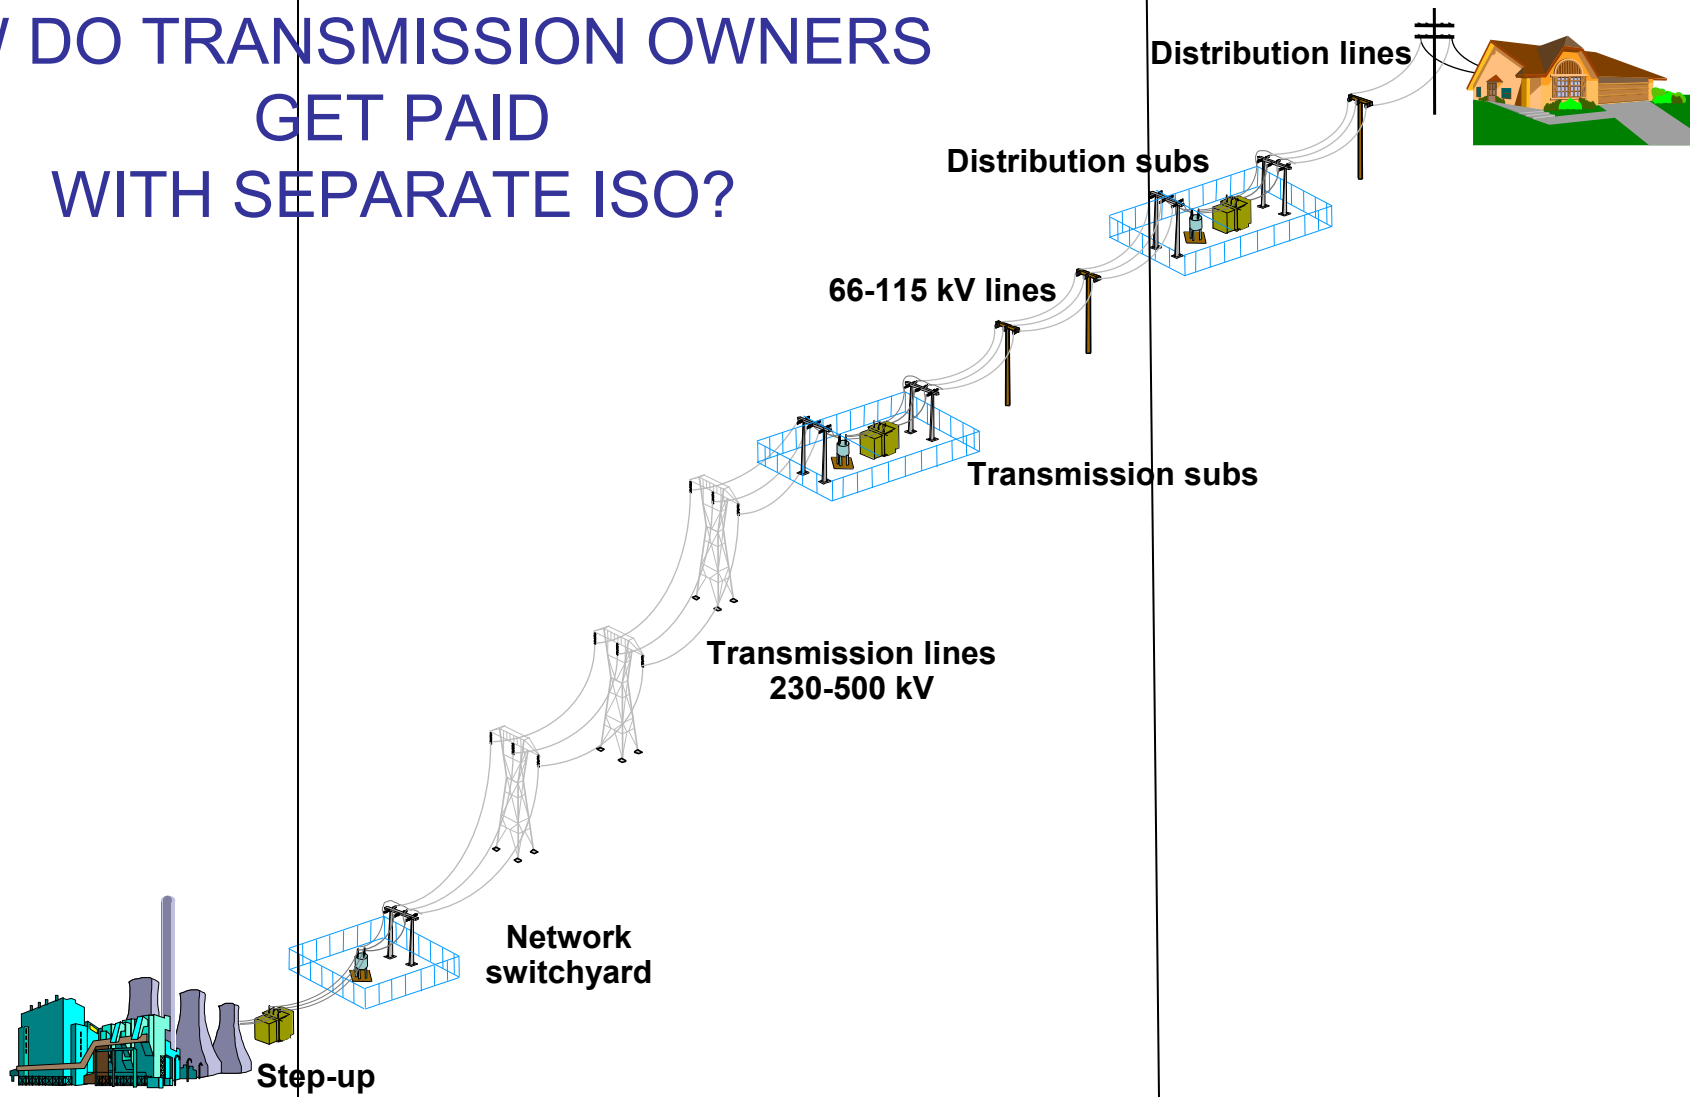 DO TRANSMISSION OWNERS
GET PAID
WITH SEPARATE ISO?
Distribution lines
Distribution subs
66-115 kV lines
Transmission subs
Transmission lines
230-500 kV
Network
switchyard
Step-up